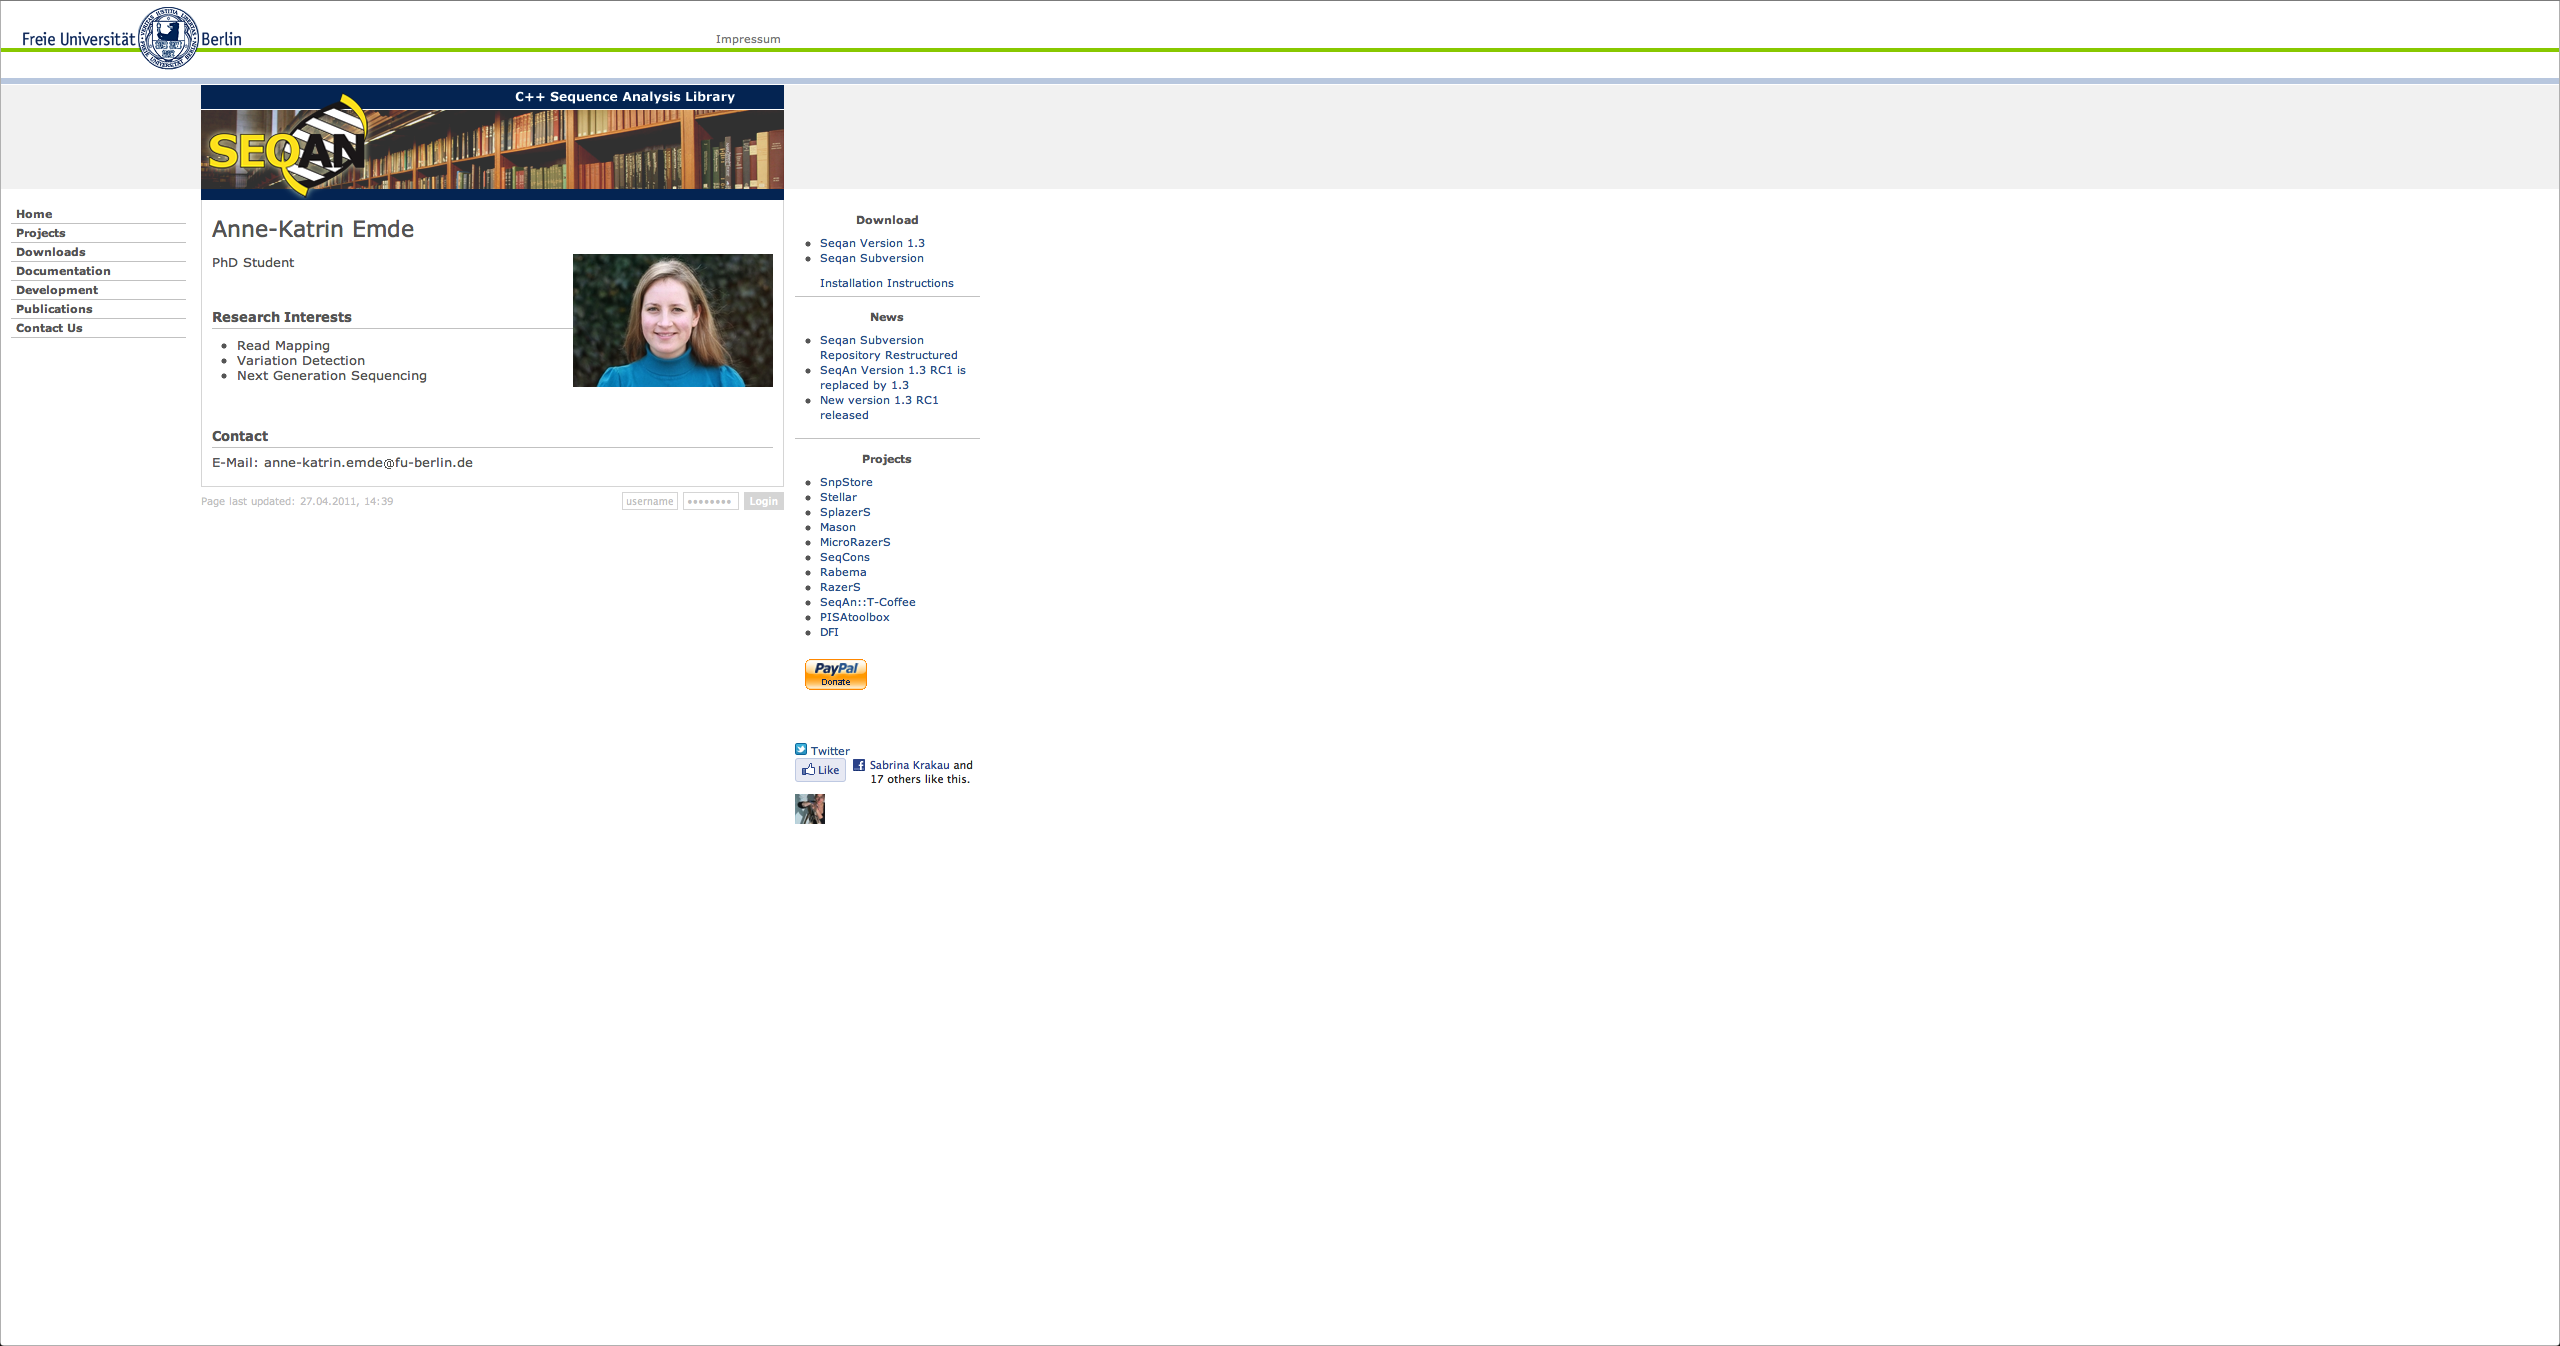 Freie Universität Berlin
Impressum
C++ Sequence Analysis Library
SEQAN
Home
Projects
Downloads
Documentation
Development
Publications
Contact Us
Anne-Katrin Emde
PhD Student
Research Interests
Read Mapping
Variation Detection
Next Generation Sequencing
Contact
E-Mail: anne-katrin.emde@fu-berlin.de
Page last updated: 27.04.2011, 14:39
username •••••••• Login
Download
Seqan Version 1.3
Seqan Subversion
Installation Instructions
News
Seqan Subversion
Repository Restructured
SeqAn Version 1.3 RC1 is
replaced by 1.3
New version 1.3 RC1
released
Projects
SnpStore
Stellar
SplazerS
Mason
MicroRazerS
SeqCons
Rabema
RazerS
SeqAn::T-Coffee
PISAtoolbox
DFI
PayPal
Donate
Twitter
Like
Sabrina Krakau and
17 others like this.